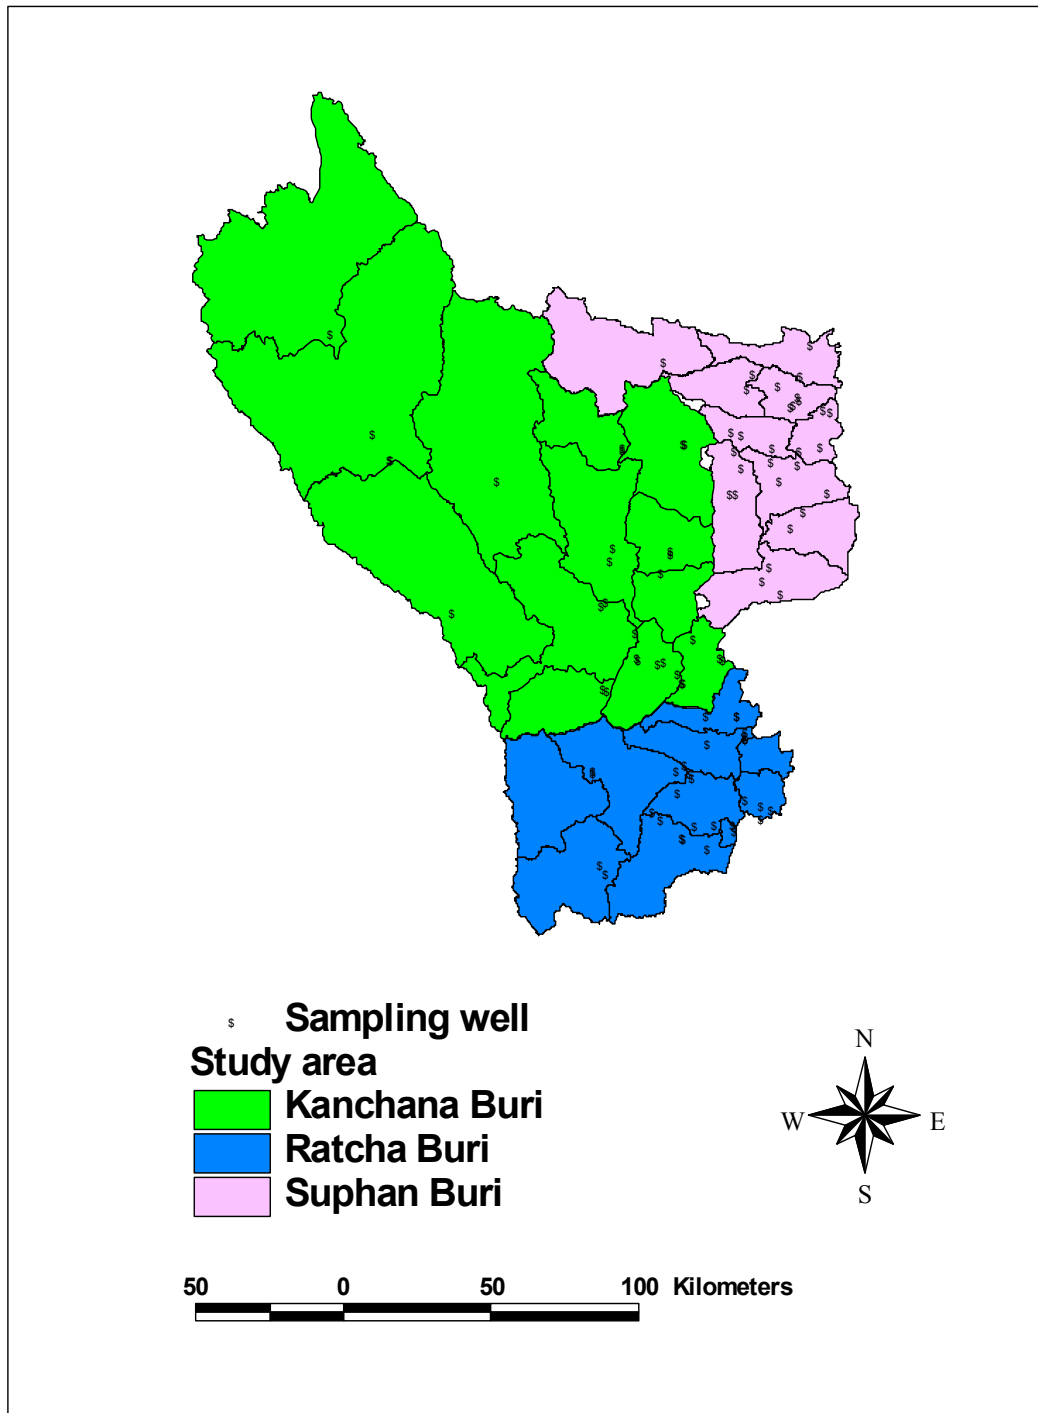 $ Sampling well
Study area
Kanchana Buri
Ratcha Buri
Suphan Buri
N
W E
S
50 0 50 100 Kilometers